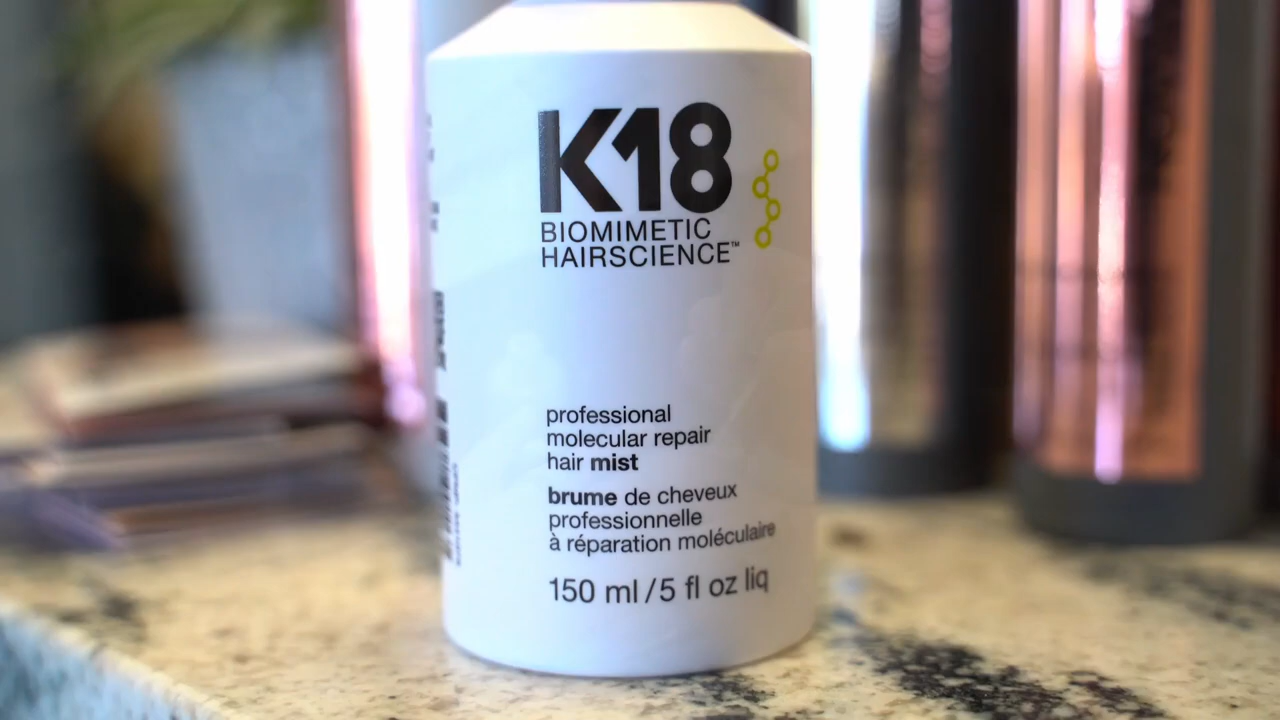 K18
BIOMIMETIC
HAIRSCIENCE™
professional
molecular repair
hair mist
brume de cheveux
professionnelle
à réparation moléculaire
150 ml / 5 fl oz liq